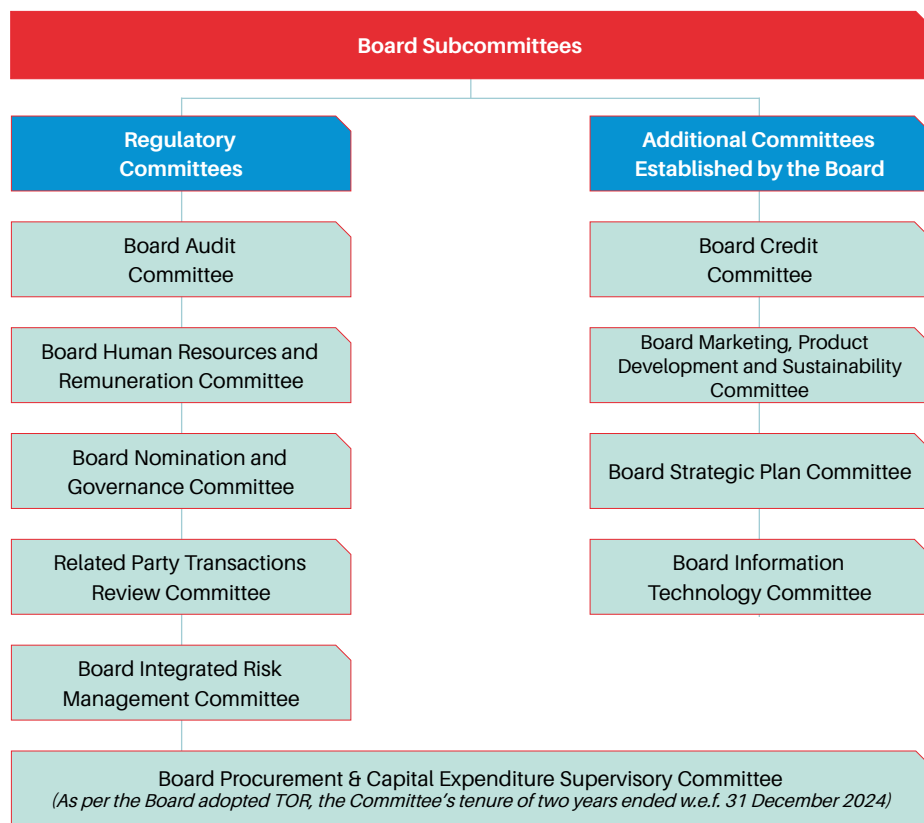 Board Subcommittees
Regulatory
Committees
Board Audit
Committee
Board Human Resources and
Remuneration Committee
Board Nomination and
Governance Committee
Related Party Transactions
Review Committee
Board Integrated Risk
Management Committee
Additional Committees
Established by the Board
Board Credit
Committee
Board Marketing, Product
Development and Sustainability
Committee
Board Strategic Plan Committee
Board Information
Technology Committee
Board Procurement & Capital Expenditure Supervisory Committee
(As per the Board adopted TOR, the Committee's tenure of two years ended w.e.f. 31 December 2024)